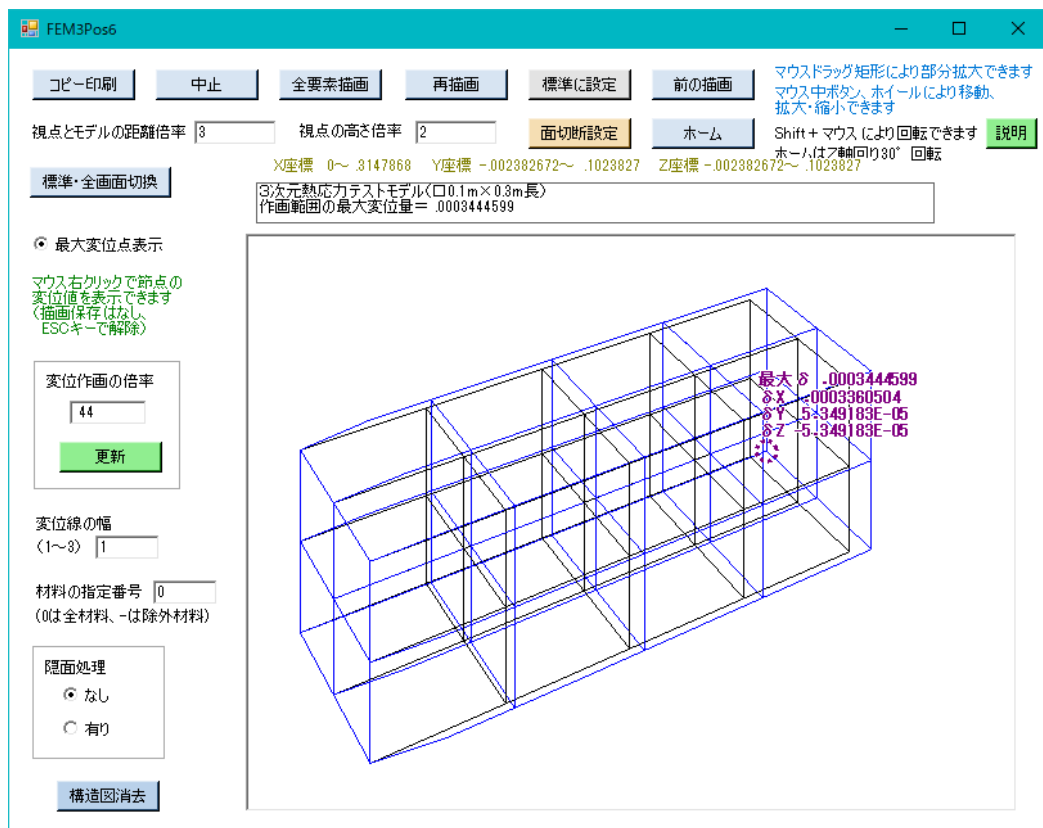 FEM3Pos6
コピー印刷 中止 全要素描画 再描画 標準に設定 前の描画
マウスドラッグ矩形により部分拡大できます
マウス中ボタン、ホイールにより移動、
拡大・縮小できます
視点とモデルの距離倍率 3 視点の高さ倍率 2 面切断設定 ホーム Shift+マウス により回転できます 説明
ホームはZ軸回り30° 回転
X座標 0～ .3147868 Y座標 -.002382672～ .1023827 Z座標 -.002382672～ .1023827
標準・全画面切換
3次元熱応力テストモデル(口0.1m×0.3m長)
作画範囲の最大変位量＝ .0003444599
最大変位点表示
マウス右クリックで節点の
変位値を表示できます
(描画保存はなし、
ESCキーで解除)
変位作画の倍率
44
更新
最大 δ .0003444599
δX .0003360504
δY 5.349183E-05
δZ -5.349183E-05
変位線の幅
(1～3) 1
材料の指定番号 0
(0は全材料、-は除外材料)
隠面処理
なし
有り
構造図消去